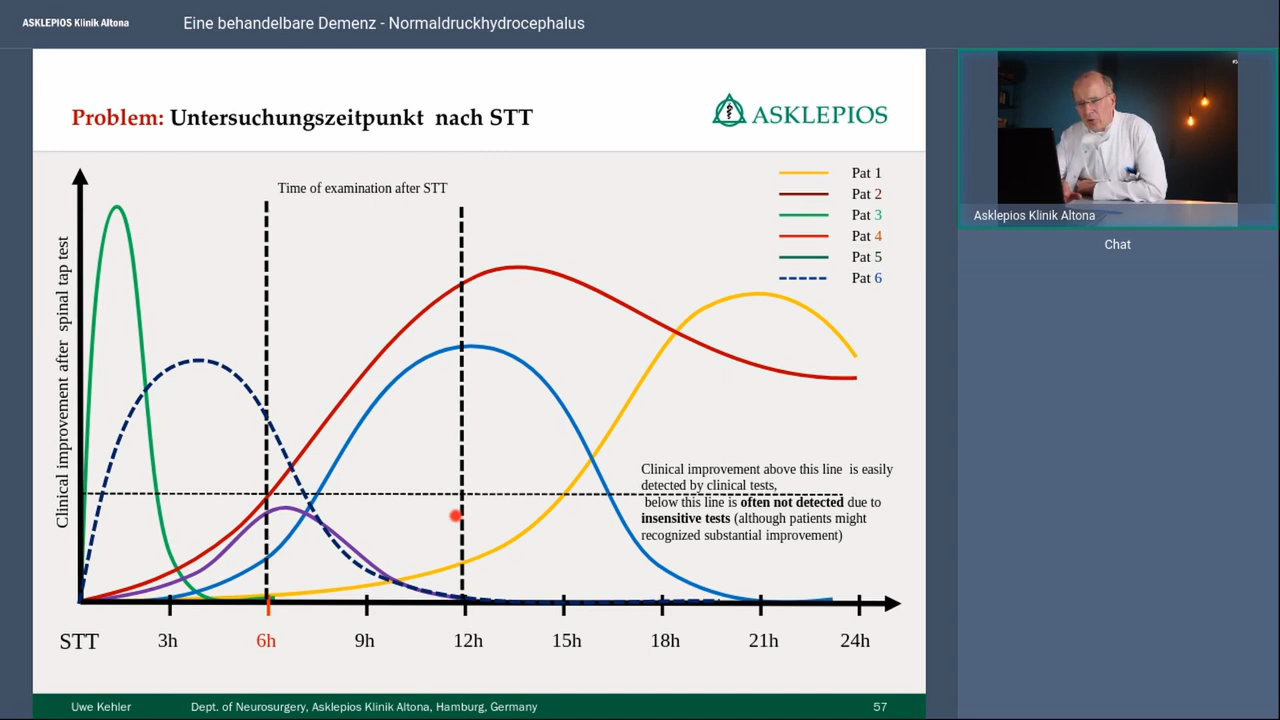 ASKLEPIOS Klinik Altona
Eine behandelbare Demenz - Normaldruckhydrocephalus
Problem: Untersuchungszeitpunkt nach STT
ASKLEPIOS
Time of examination after STT
Pat 1
Pat 2
Pat 3
Pat 4
Pat 5
Pat 6
Clinical improvement after spinal tap test
Clinical improvement above this line is easily
detected by clinical tests,
below this line is often not detected due to
insensitive tests (although patients might
recognized substantial improvement)
STT 3h 6h 9h 12h 15h 18h 21h 24h
Uwe Kehler Dept. of Neurosurgery, Asklepios Klinik Altona, Hamburg, Germany 57
Asklepios Klinik Altona
Chat